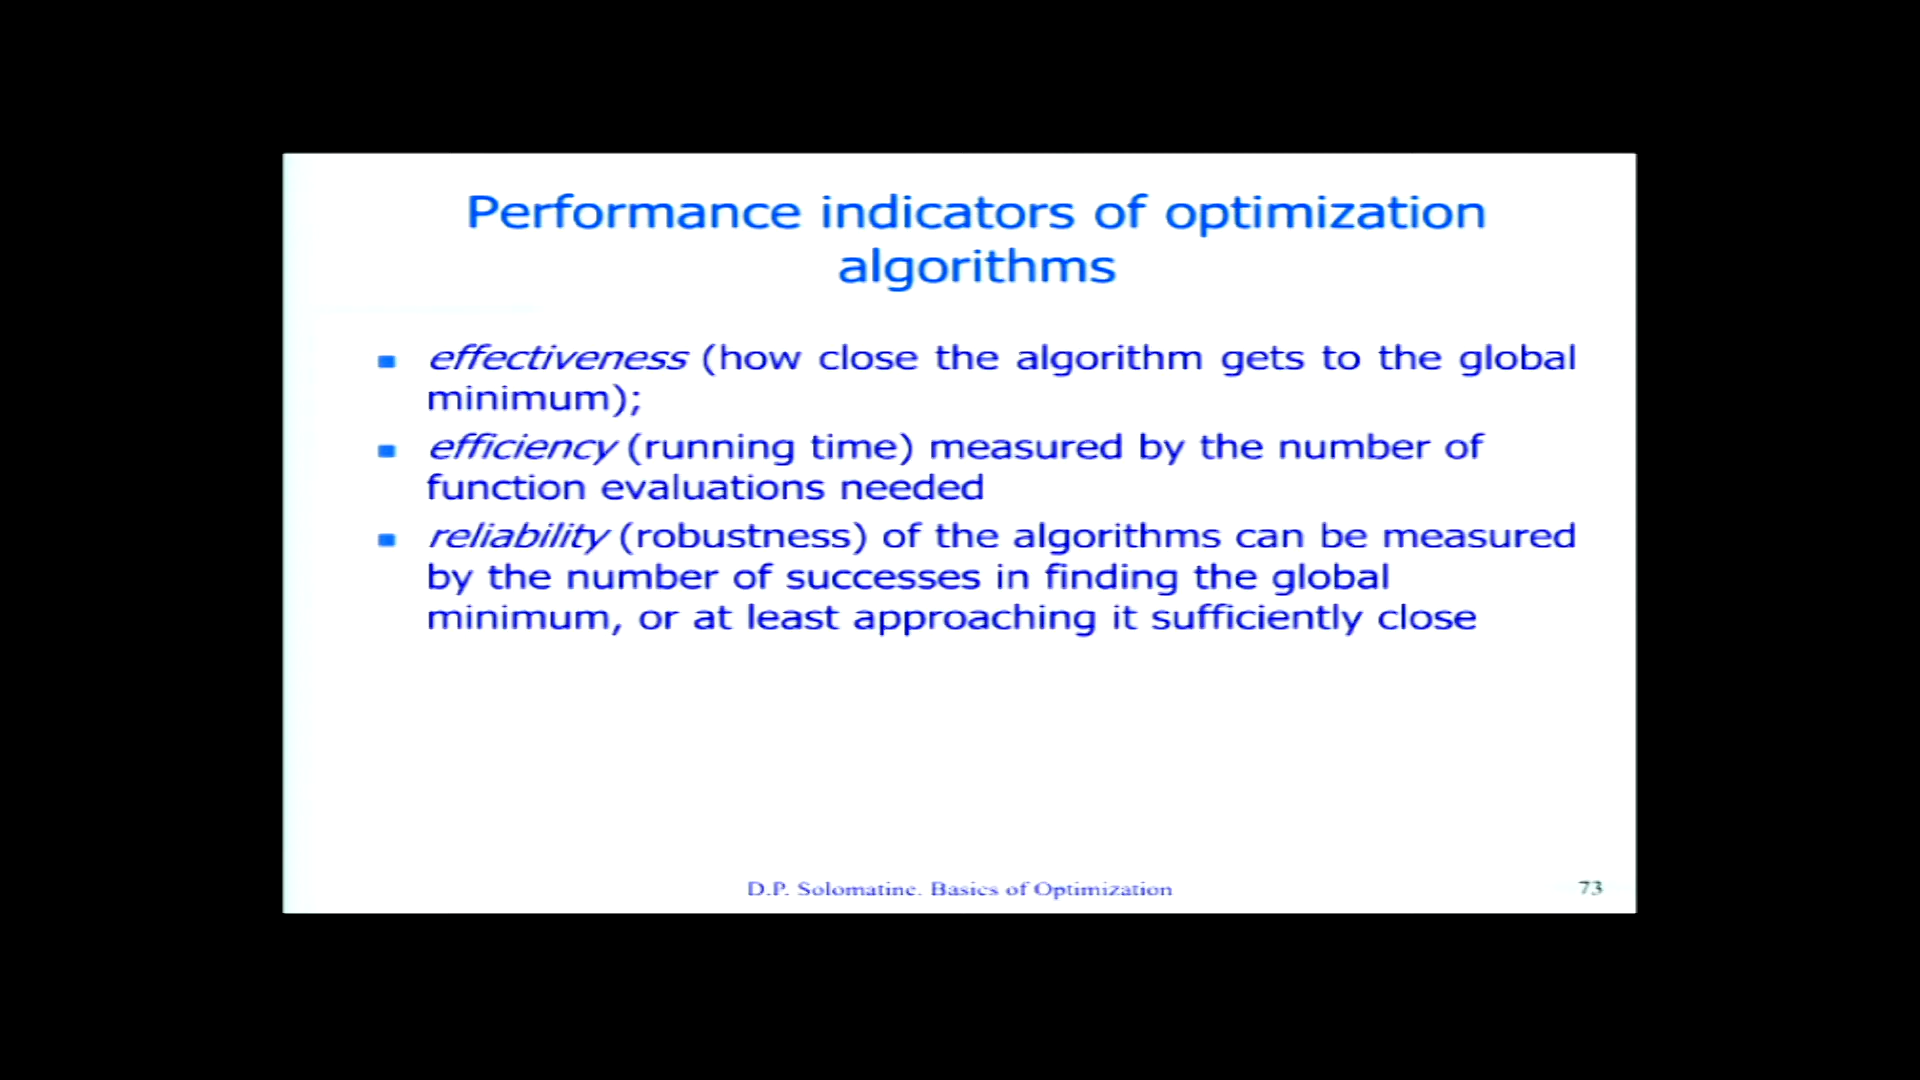 Performance indicators of optimization
algorithms
effectiveness (how close the algorithm gets to the global
minimum);
efficiency (running time) measured by the number of
function evaluations needed
reliability (robustness) of the algorithms can be measured
by the number of successes in finding the global
minimum, or at least approaching it sufficiently close
D.P. Solomatine. Basics of Optimization
73